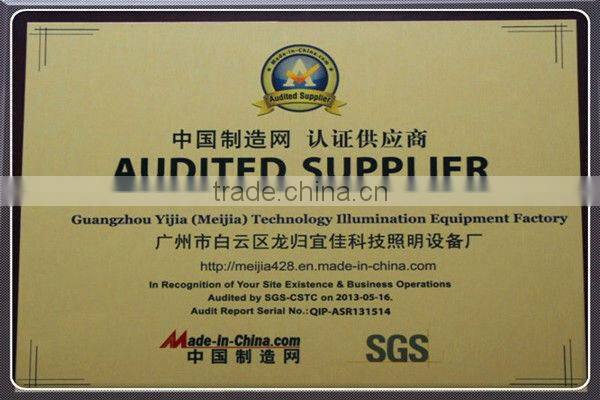 Made-in-China.com
Audited Supplier
中国制造网 认证供应商
AUDITED SUPPLIER
trade.china.cn
Guangzhou Yijia (Meijia) Technology Illumination Equipment Factory
广州市白云区龙归宜佳科技照明设备厂
http://meijia428.en.made-in-china.com
In Recognition of Your Site Existence & Business Operations
Audited by SGS-CSTC on 2013-05-16.
Audit Report Serial No.:QIP-ASR131514
Made-in-China.com
中国制造网
SGS